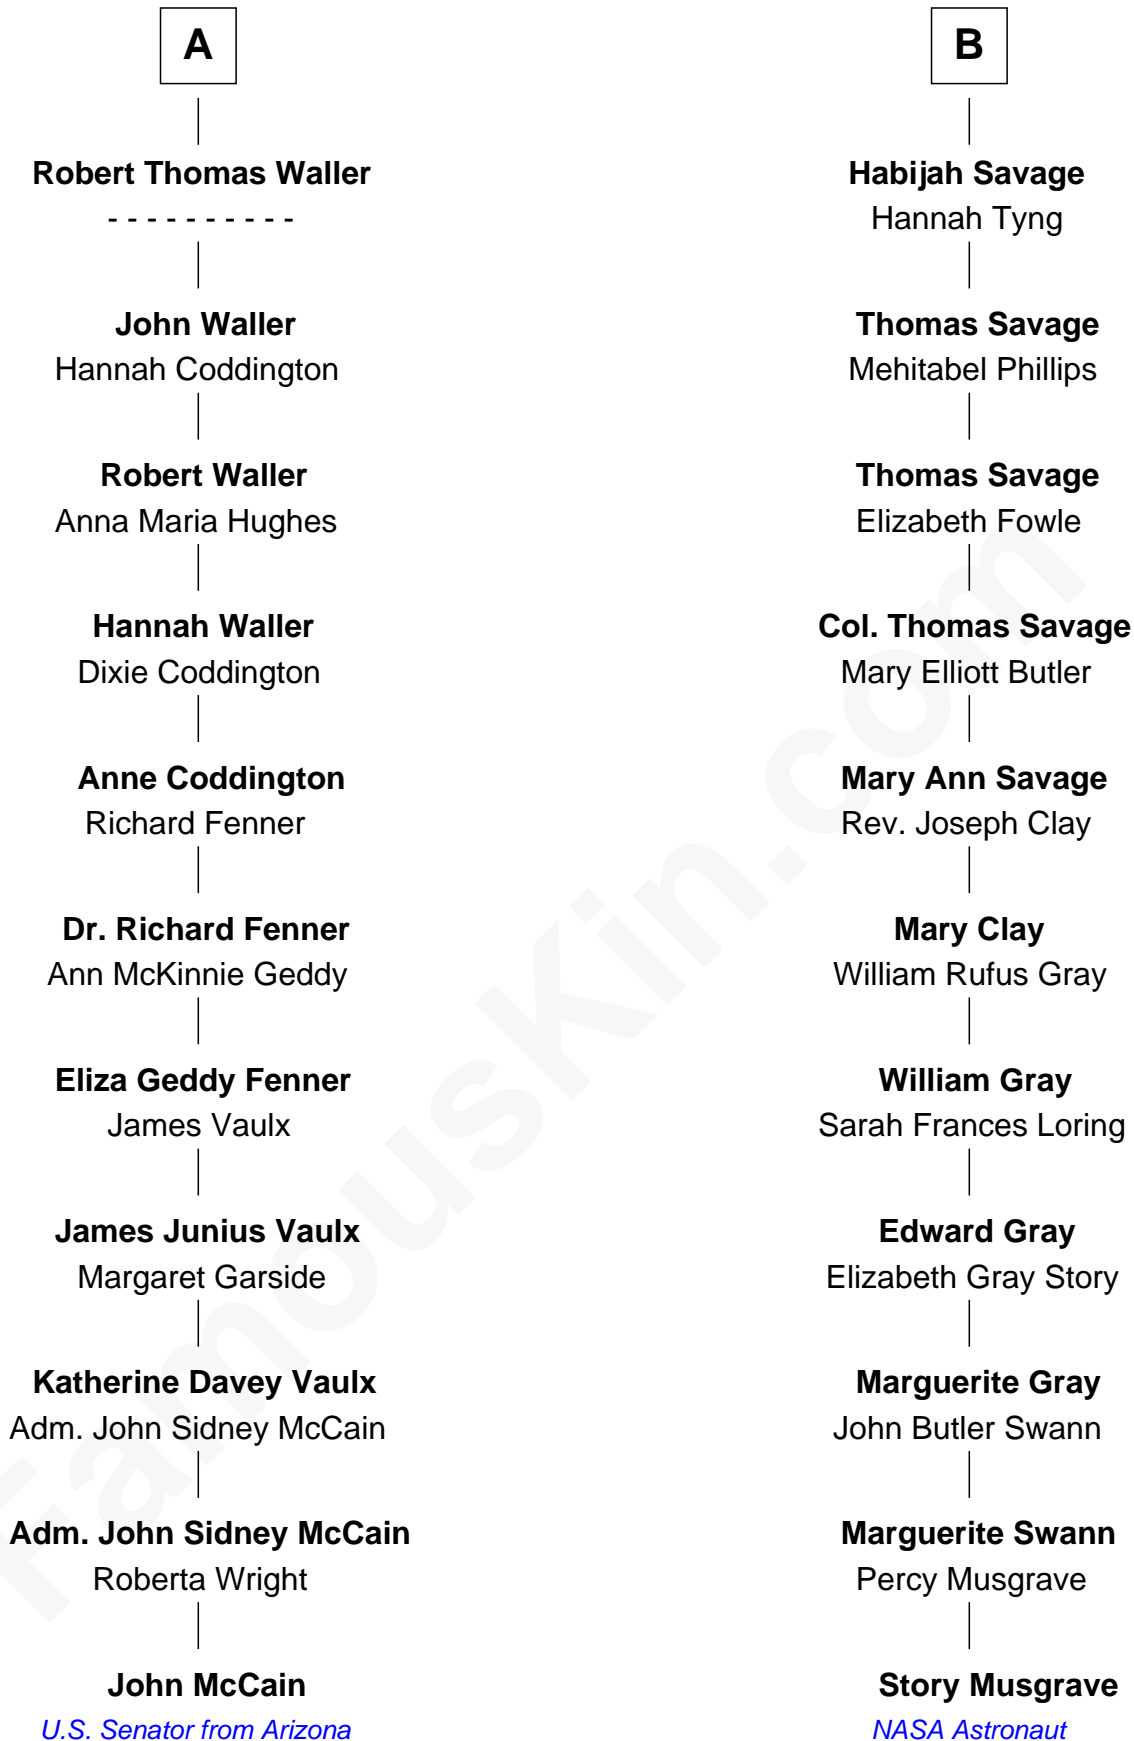 A
Robert Thomas Waller
- - - - - - - - - -
John Waller
Hannah Coddington
Robert Waller
Anna Maria Hughes
Hannah Waller
Dixie Coddington
Anne Coddington
Richard Fenner
Dr. Richard Fenner
Ann McKinnie Geddy
Eliza Geddy Fenner
James Vaulx
James Junius Vaulx
Margaret Garside
Katherine Davey Vaulx
Adm. John Sidney McCain
Adm. John Sidney McCain
Roberta Wright
John McCain
U.S. Senator from Arizona
B
Habijah Savage
Hannah Tyng
Thomas Savage
Mehitabel Phillips
Thomas Savage
Elizabeth Fowle
Col. Thomas Savage
Mary Elliott Butler
Mary Ann Savage
Rev. Joseph Clay
Mary Clay
William Rufus Gray
William Gray
Sarah Frances Loring
Edward Gray
Elizabeth Gray Story
Marguerite Gray
John Butler Swann
Marguerite Swann
Percy Musgrave
Story Musgrave
NASA Astronaut
FamousKin.com